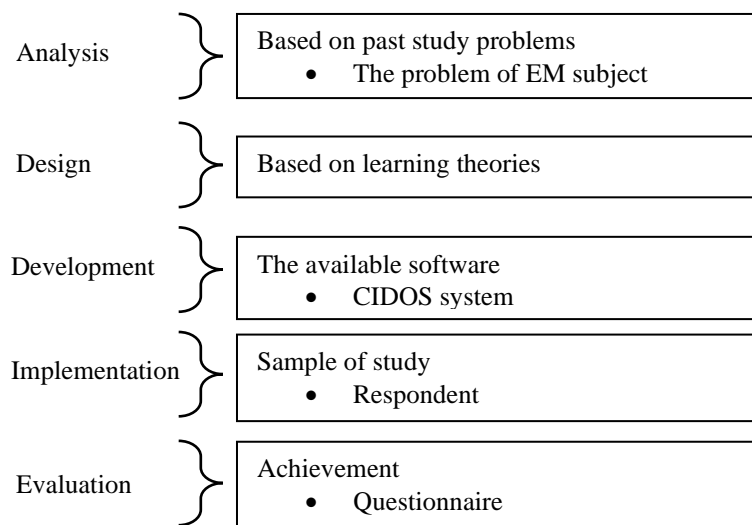 Analysis
Based on past study problems
• The problem of EM subject
Design
Based on learning theories
Development
The available software
• CIDOS system
Implementation
Sample of study
• Respondent
Evaluation
Achievement
• Questionnaire